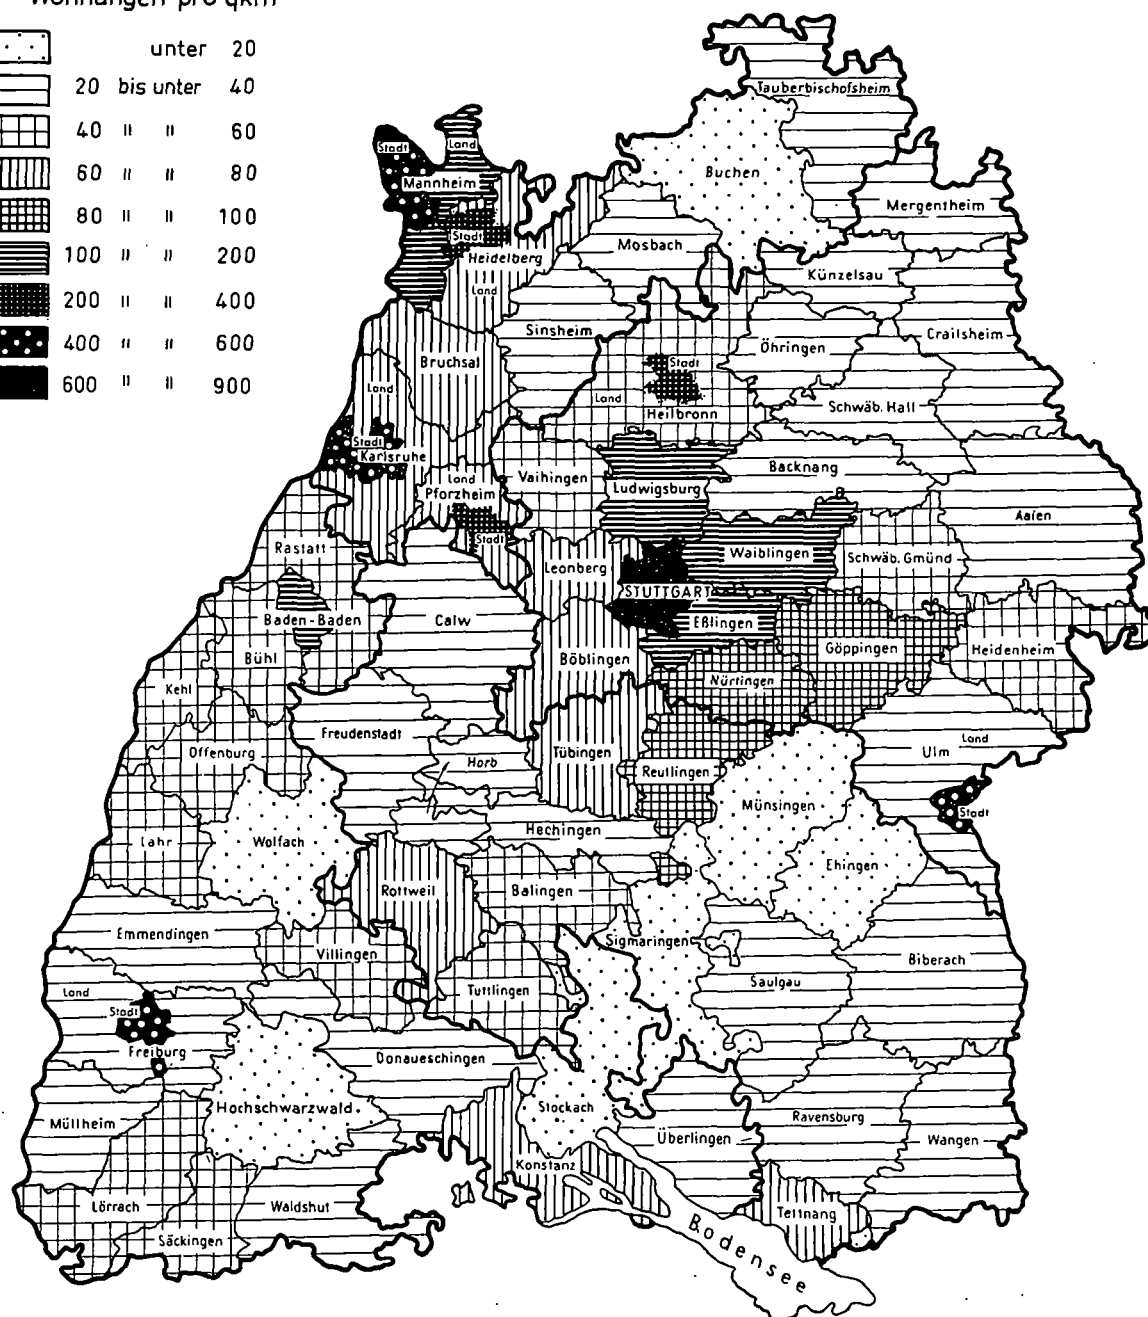 Wohnungen pro qkm
unter 20
20 bis unter 40
40 " " 60
60 " " 80
80 " " 100
100 " " 200
200 " " 400
400 " " 600
600 " " 900
Tauberbischofsheim
Stadt
Land
Mannheim
Buchen
Mergentheim
Stadt
Heidelberg
Land
Mosbach
Künzelsau
Sinsheim
Öhringen
Crailsheim
Bruchsal
Land
Stadt
Land
Heilbronn
Schwäb. Hall
Stadt
Karlsruhe
Land
Pforzheim
Stadt
Vaihingen
Ludwigsburg
Backnang
Aalen
Rastatt
Leonberg
Waiblingen
Schwäb. Gmünd
STUTTGART
Baden-Baden
Calw
Eßlingen
Bühl
Böblingen
Göppingen
Heidenheim
Nürtingen
Kehl
Freudenstadt
Offenburg
Horb
Tübingen
Reutlingen
Ulm
Land
Stadt
Münsingen
Lahr
Wolfach
Hechingen
Ehingen
Rottweil
Balingen
Emmendingen
Villingen
Sigmaringen
Biberach
Saulgau
Tuttlingen
Land
Stadt
Freiburg
Donaueschingen
Müllheim
Hochschwarzwald
Stockach
Überlingen
Ravensburg
Wangen
Konstanz
Lörrach
Waldshut
Säckingen
Tettnang
Bodensee